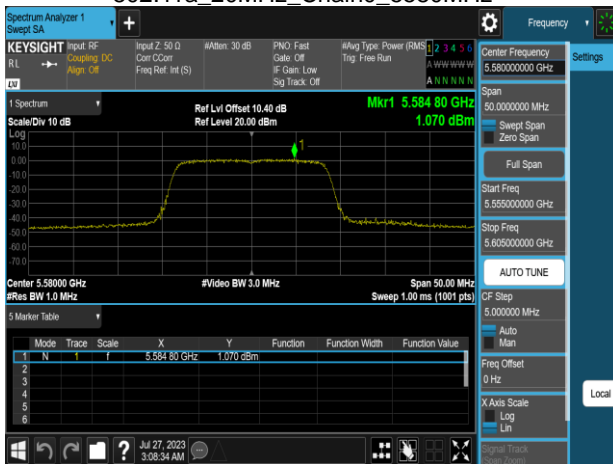 Spectrum Analyzer 1
Swept SA
+
Frequency
KEYSIGHT
RL
LXI
Input: RF
Coupling: DC
Align: Off
Input Z: 50 Ω
Corr CCorr
Freq Ref: Int (S)
#Atten: 30 dB
PNO: Fast
Gate: Off
IF Gain: Low
Sig Track: Off
#Avg Type: Power (RMS
Trig: Free Run
1 2 3 4 5 6
A W W W W W
A N N N N N
1 Spectrum
Scale/Div 10 dB
Ref Lvl Offset 10.40 dB
Ref Level 20.00 dBm
Mkr1 5.584 80 GHz
1.070 dBm
Log
10.0
0.00
-10.0
-20.0
-30.0
-40.0
-50.0
-60.0
-70.0
1
Center 5.58000 GHz
#Res BW 1.0 MHz
#Video BW 3.0 MHz
Span 50.00 MHz
Sweep 1.00 ms (1001 pts)
5 Marker Table
Mode Trace Scale X Y Function Function Width Function Value
1 N 1 f 5.584 80 GHz 1.070 dBm
2
3
4
5
6
Jul 27, 2023
3:08:34 AM
Center Frequency
5.580000000 GHz
Span
50.0000000 MHz
Swept Span
Zero Span
Full Span
Start Freq
5.555000000 GHz
Stop Freq
5.605000000 GHz
AUTO TUNE
CF Step
5.000000 MHz
Auto
Man
Freq Offset
0 Hz
X Axis Scale
Log
Lin
Signal Track
(Span Zoom)
Settings
Local